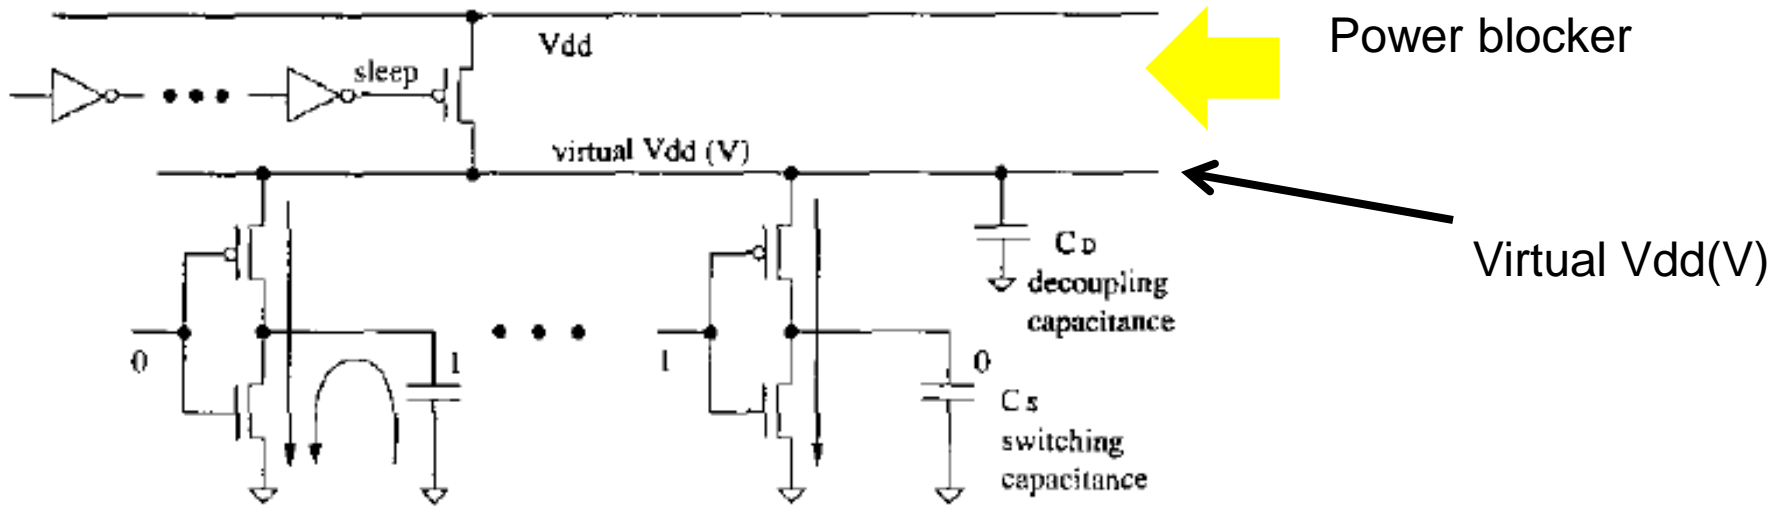 Power blocker
Vdd
sleep
virtual Vdd (V)
Virtual Vdd(V)
C D
decoupling
capacitance
0
1
1
0
C s
switching
capacitance